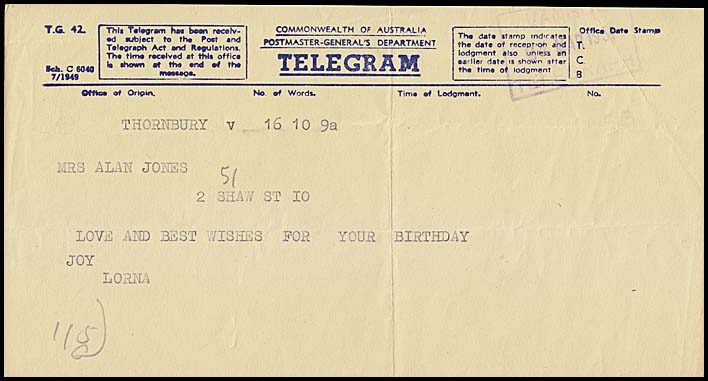 T.G. 42.
Sch. C 6040
7/1949
This Telegram has been receiv-
ed subject to the Post and
Telegraph Act and Regulations.
The time received at this office
is shown at the end of the
message.
COMMONWEALTH OF AUSTRALIA
POSTMASTER-GENERAL'S DEPARTMENT
TELEGRAM
The date stamp indicates
the date of reception and
lodgment also unless an
earlier date is shown after
the time of lodgment
Office Date Stamp
T.
C.
B
Office of Origin. No. of Words. Time of Lodgment. No.
THORNBURY v 16 10 9a
MRS ALAN JONES
51
2 SHAW ST 10
LOVE AND BEST WISHES FOR YOUR BIRTHDAY
JOY
LORNA